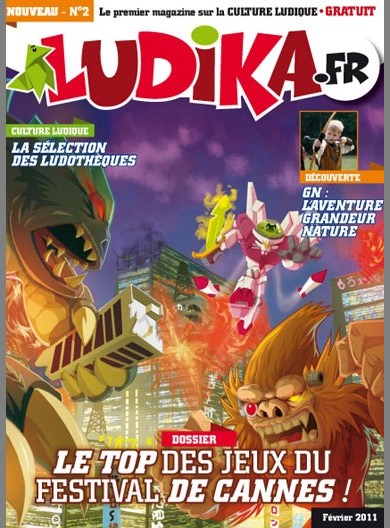 NOUVEAU - N°2
Le premier magazine sur la CULTURE LUDIQUE • GRATUIT
LUDIKA.FR
CULTURE LUDIQUE
LA SÉLECTION
DES LUDOTHÈQUES
DÉCOUVERTE
GN :
L'AVENTURE
GRANDEUR
NATURE
DOSSIER
LE TOP DES JEUX DU
FESTIVAL DE CANNES !
Février 2011